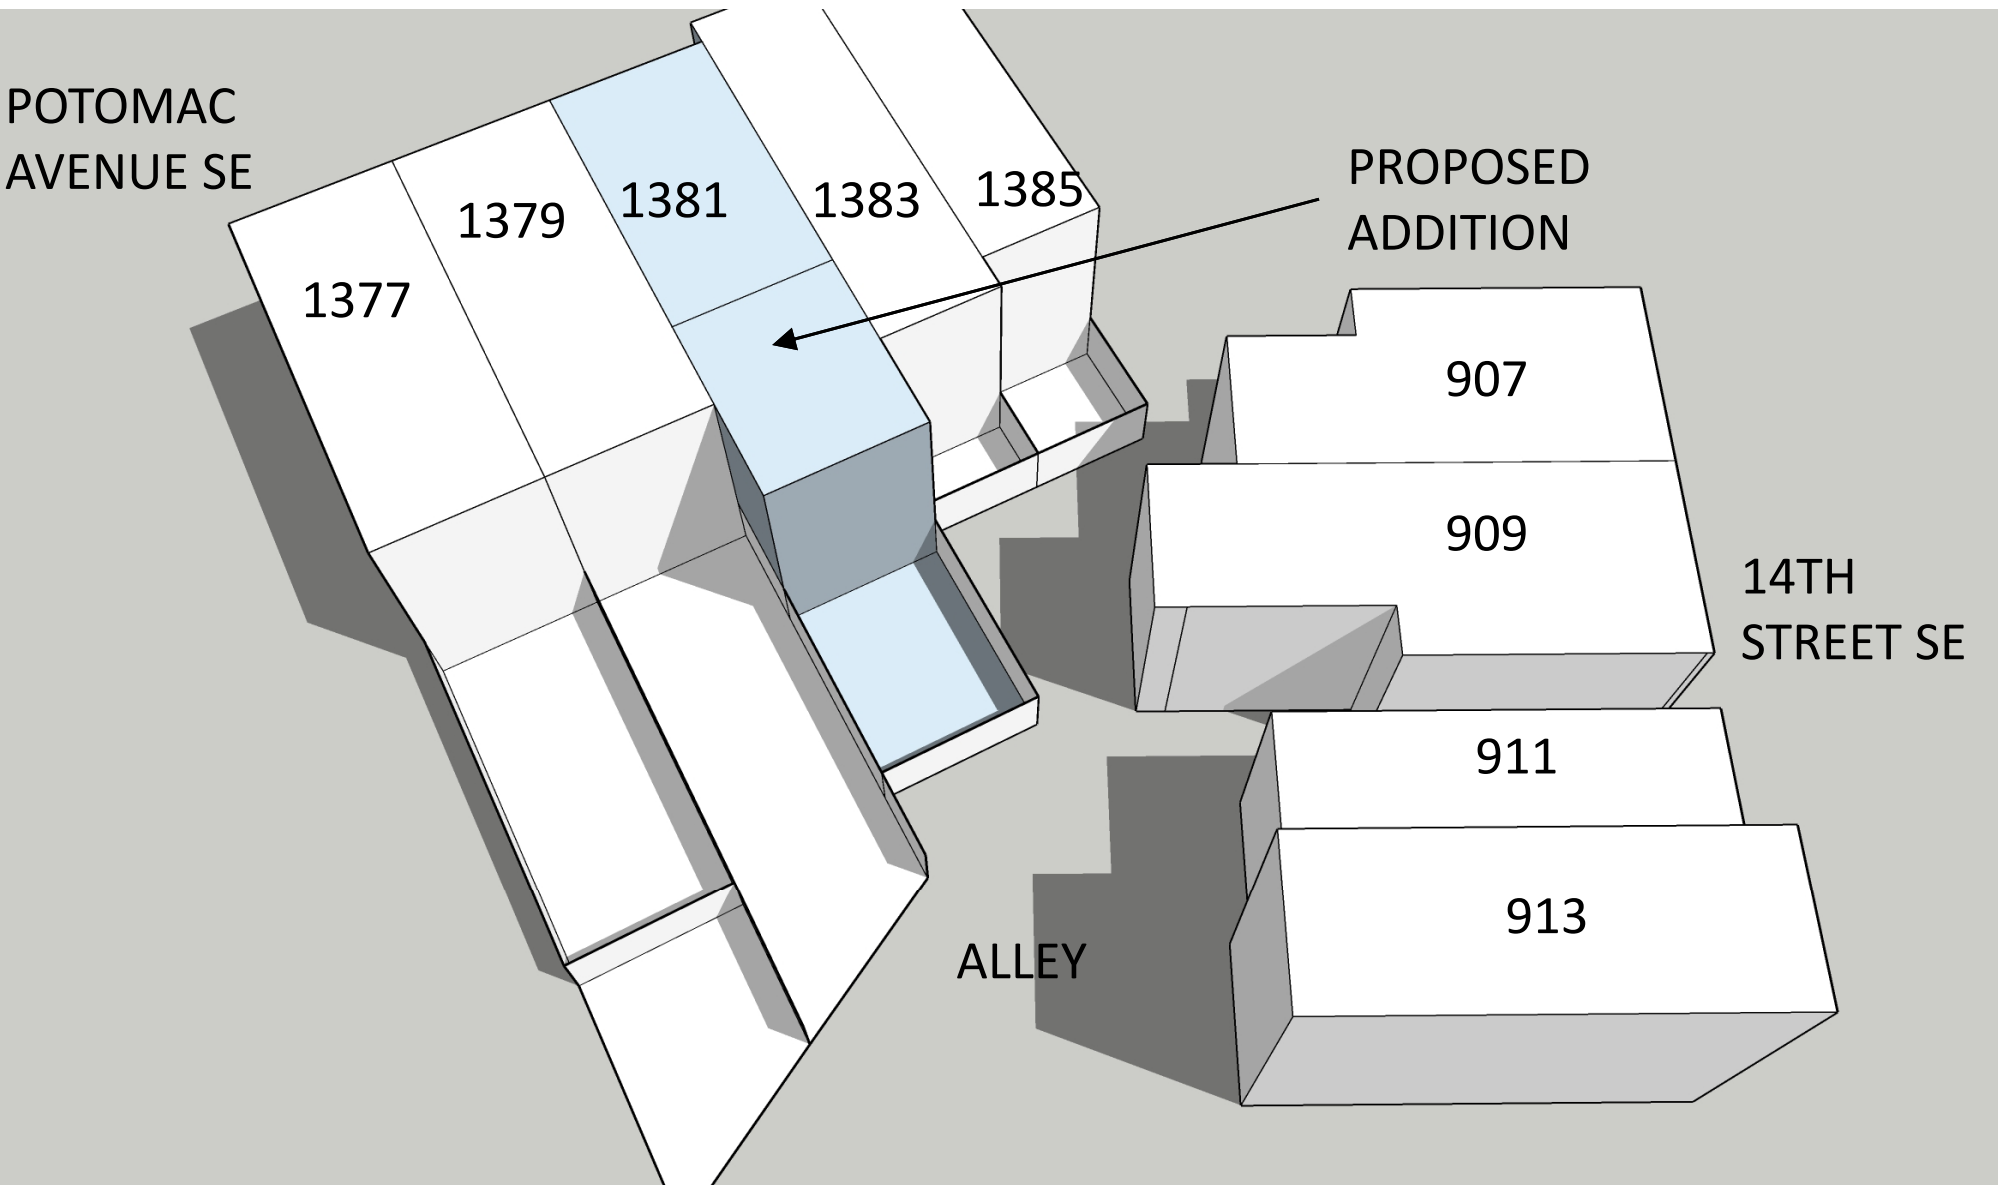 POTOMAC
AVENUE SE
1377
1379
1381
1383
1385
PROPOSED
ADDITION
907
909
14TH
STREET SE
911
913
ALLEY